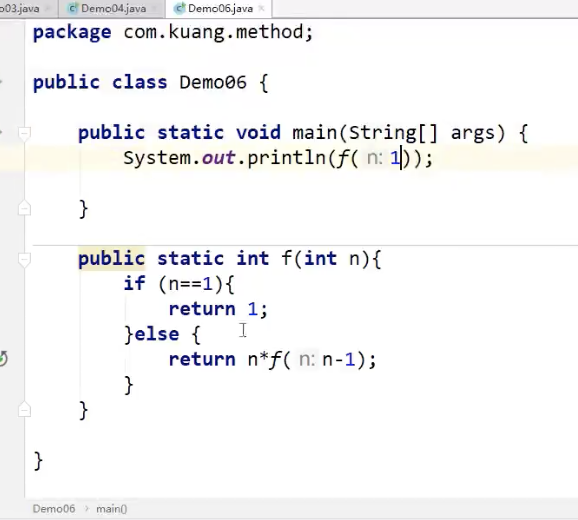 o03.java Demo04.java Demo06.java
package com.kuang.method;
public class Demo06 {
public static void main(String[] args) {
System.out.println(f( n: 1));
}
public static int f(int n){
if (n==1){
return 1;
}else {
return n*f( n: n-1);
}
}
}
Demo06 > main()